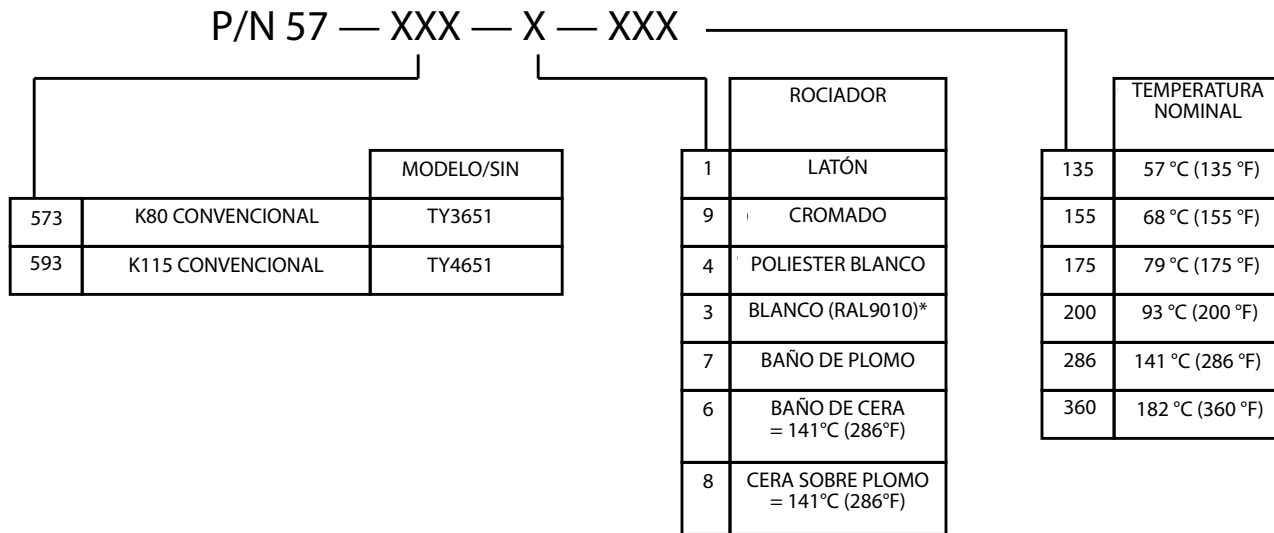 P/N 57 — XXX — X — XXX
MODELO/SIN
573 K80 CONVENCIONAL TY3651
593 K115 CONVENCIONAL TY4651
ROCIADOR
1 LATÓN
9 CROMADO
4 POLIESTER BLANCO
3 BLANCO (RAL9010)*
7 BAÑO DE PLOMO
6 BAÑO DE CERA
= 141°C (286°F)
8 CERA SOBRE PLOMO
= 141°C (286°F)
TEMPERATURA
NOMINAL
135 57 °C (135 °F)
155 68 °C (155 °F)
175 79 °C (175 °F)
200 93 °C (200 °F)
286 141 °C (286 °F)
360 182 °C (360 °F)